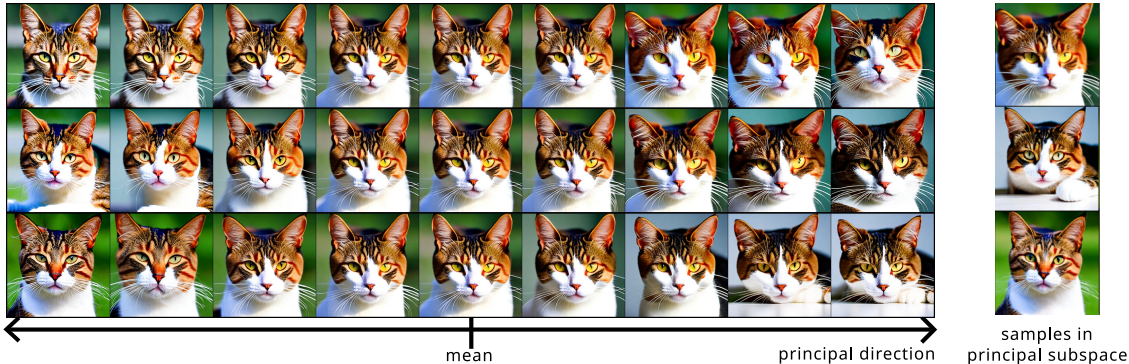 mean
principal direction
samples in
principal subspace